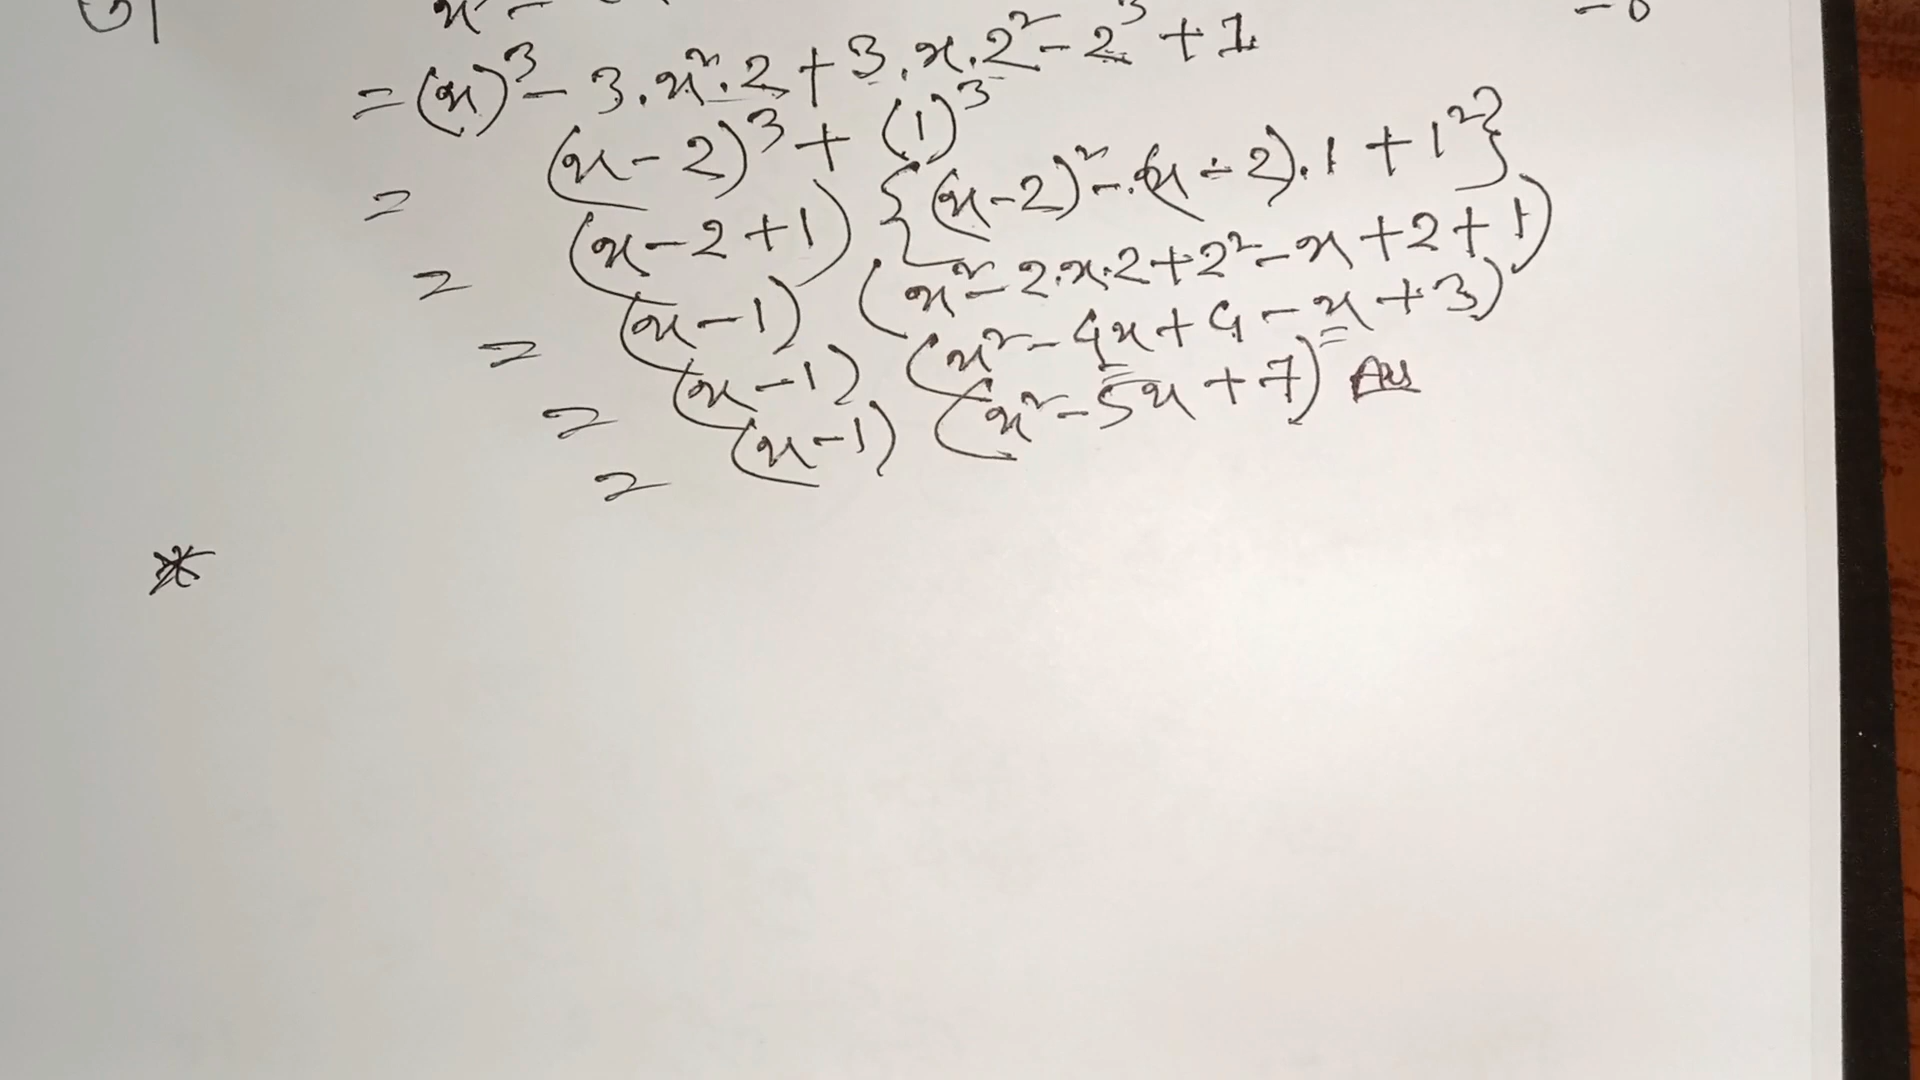 = (x)³ - 3.x².2 + 3.x.2² - 2³ + 1
= (x-2)³ + (1)³
= (x-2+1) {(x-2)² - (x-2).1 + 1²}
= (x-1) (x² - 2.x.2 + 2² - x + 2 + 1)
= (x-1) (x² - 4x + 4 - x + 3)
= (x-1) (x² - 5x + 7) Ans
*